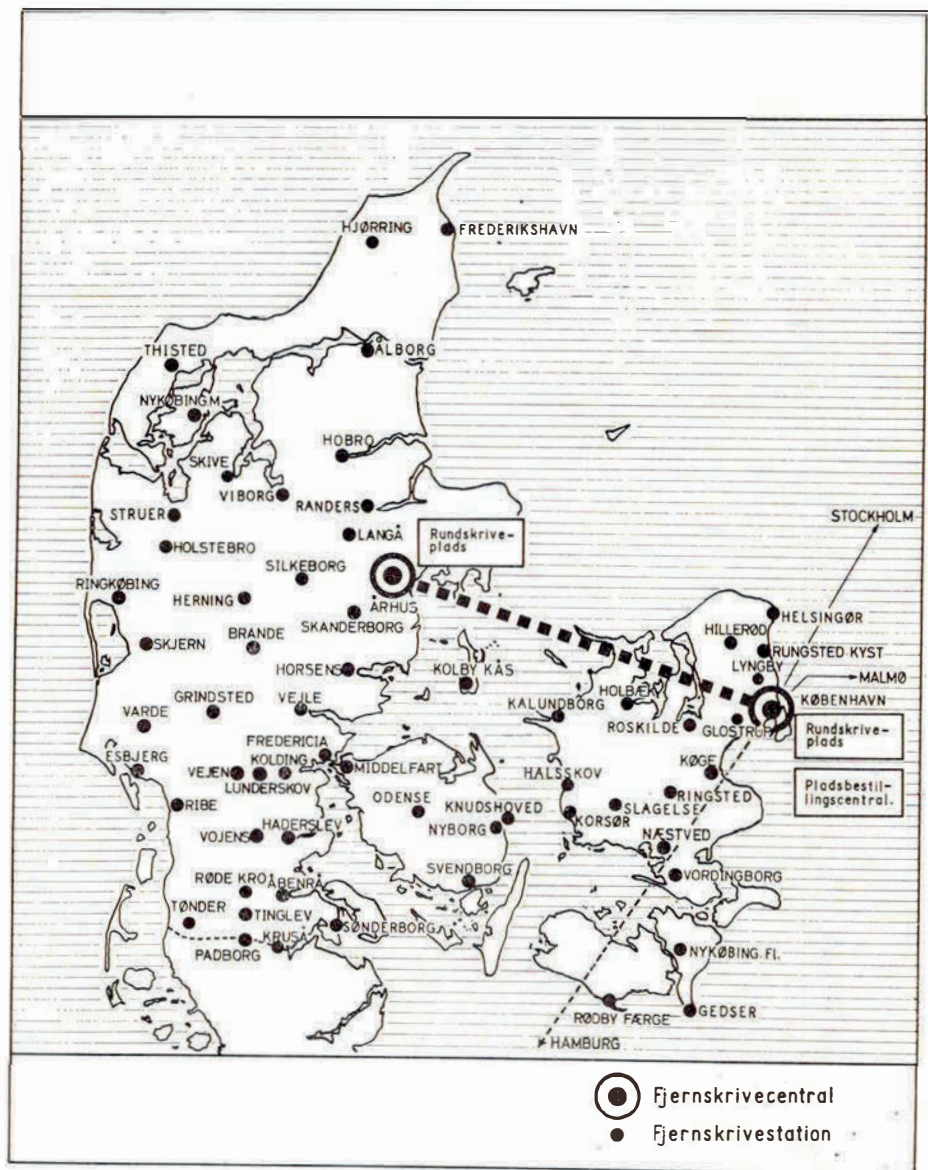 HJØRRING
FREDERIKSHAVN
THISTED
ÅLBORG
NYKØBING M.
HOBRO
SKIVE
VIBORG
RANDERS
STRUER
LANGÅ
Rundskrive-
plads
STOCKHOLM
HOLSTEBRO
SILKEBORG
RINGKØBING
HERNING
ÅRHUS
SKANDERBORG
HELSINGØR
HILLERØD
SKJERN
BRANDE
RUNGSTED KYST
LYNGBY
HORSENS
KOLBY KÅS
MALMØ
HOLBÆK
GRINDSTED
VEJLE
KALUNDBORG
KØBENHAVN
VARDE
ROSKILDE
GLOSTRUP
Rundskrive-
plads
FREDERICIA
ESBJERG
KOLDING
VEJEN
MIDDELFART
KØGE
LUNDERSKOV
HALSSKOV
Pladsbestil-
lingscentral.
RIBE
ODENSE
KNUDSHOVED
RINGSTED
SLAGELSE
KORSØR
VOJENS
HADERSLEV
NYBORG
NÆSTVED
SVENDBORG
VORDINGBORG
RØDE KRO
ÅBENRÅ
TØNDER
TINGLEV
SØNDERBORG
KRUSÅ
PADBORG
NYKØBING Fl.
RØDBY FÆRGE
GEDSER
HAMBURG
Fjernskrivecentral
Fjernskrivestation